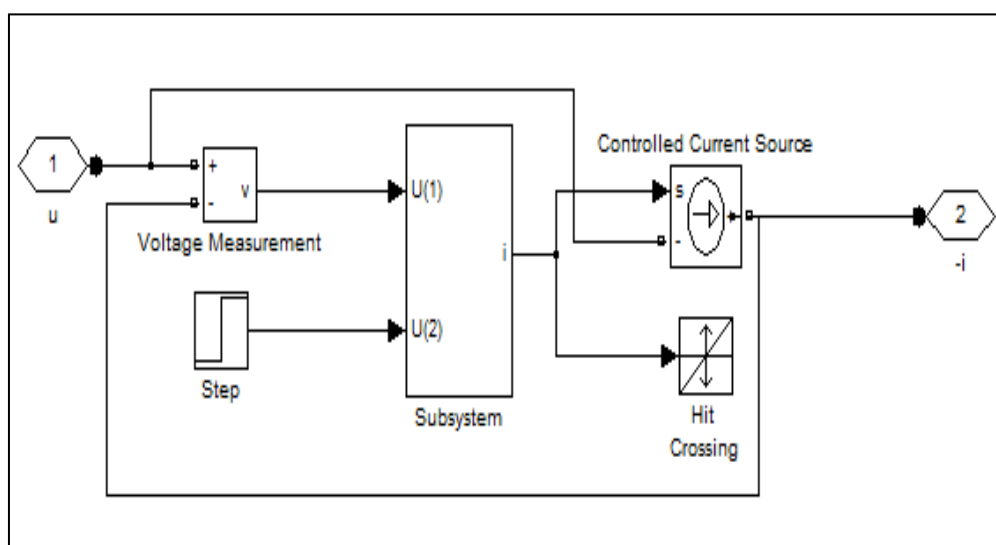 Controlled Current Source
1
u
+
-
v
Voltage Measurement
U(1)
i
U(2)
Subsystem
Step
s
-
+
2
-i
Hit
Crossing